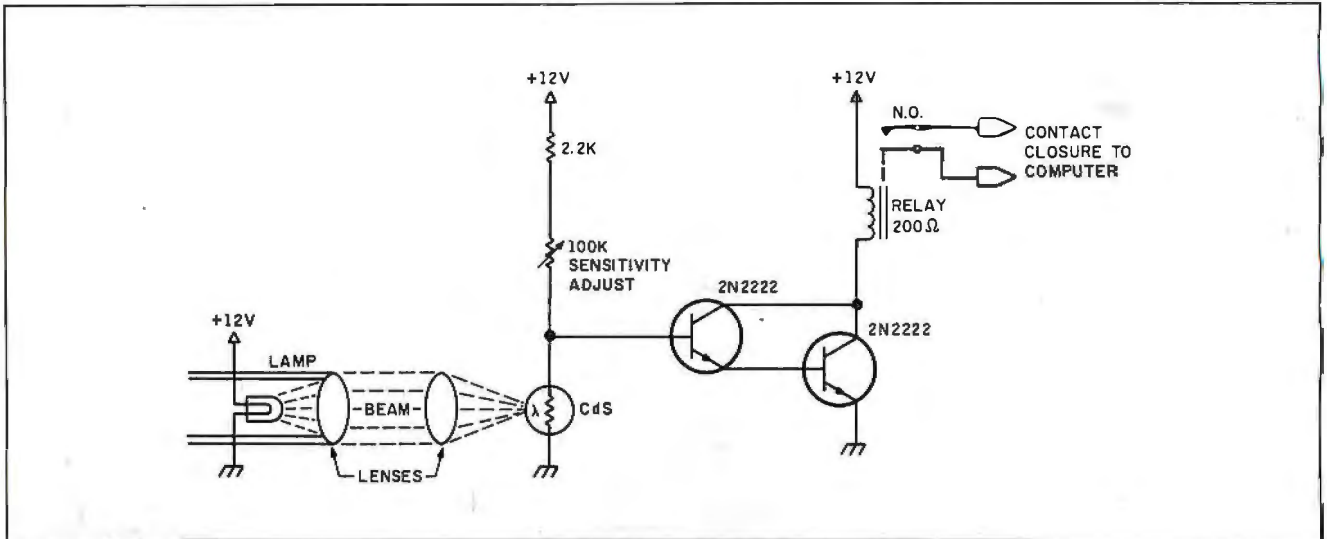 +12V
2.2K
100K
SENSITIVITY
ADJUST
+12V
N.O.
CONTACT
CLOSURE TO
COMPUTER
RELAY
200Ω
2N2222
2N2222
+12V
LAMP
BEAM
λ
CdS
LENSES